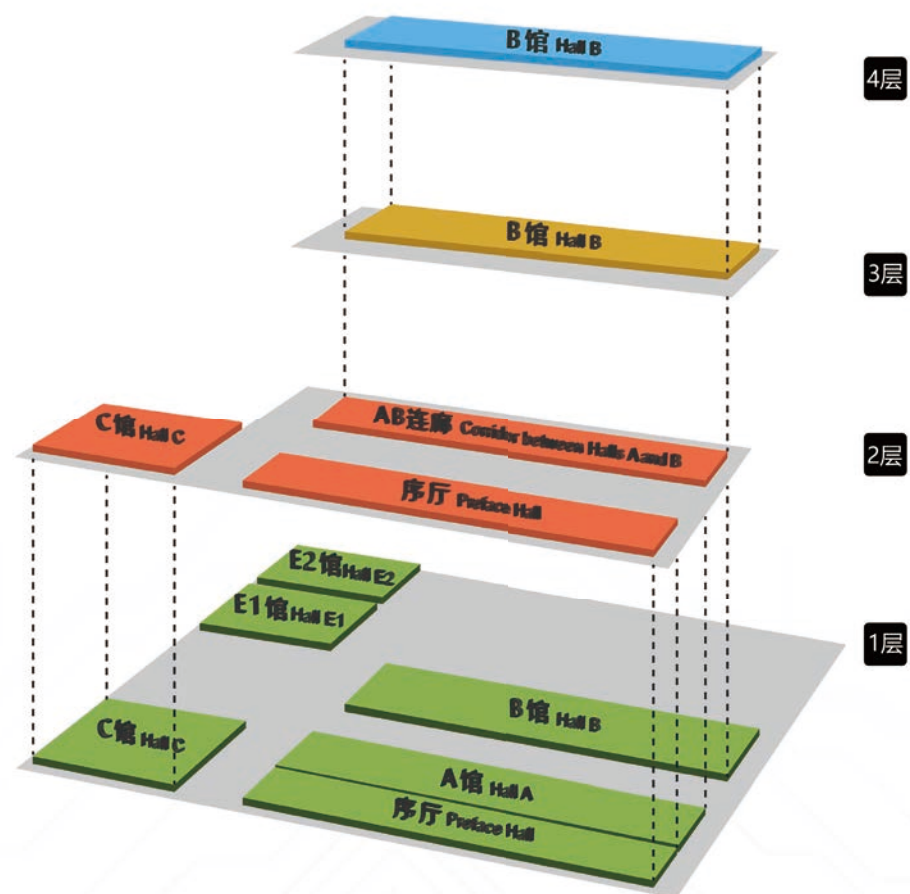 B馆 Hall B
4层
B馆 Hall B
3层
C馆 Hall C
AB连廊 Corridor between Halls A and B
2层
序厅 Preface Hall
E2馆 Hall E2
E1馆 Hall E1
1层
B馆 Hall B
C馆 Hall C
A馆 Hall A
序厅 Preface Hall